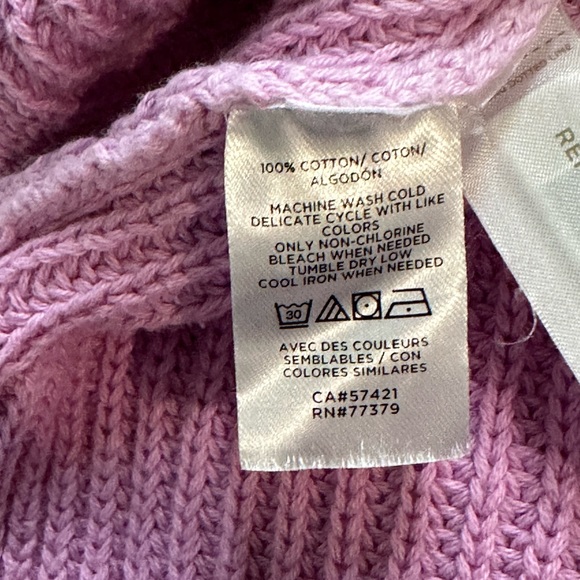 100% COTTON/ COTON/
ALGODÓN
MACHINE WASH COLD
DELICATE CYCLE WITH LIKE
COLORS
ONLY NON-CHLORINE
BLEACH WHEN NEEDED
TUMBLE DRY LOW
COOL IRON WHEN NEEDED
30
AVEC DES COULEURS
SEMBLABLES / CON
COLORES SIMILARES
CA#57421
RN#77379
RE